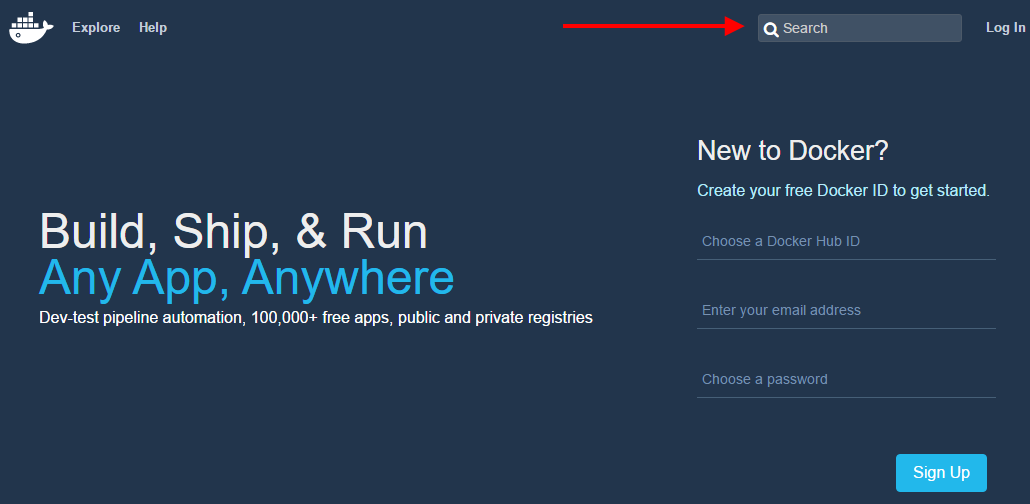 Explore Help Search Log In
New to Docker?
Create your free Docker ID to get started.
Build, Ship, & Run
Any App, Anywhere
Dev-test pipeline automation, 100,000+ free apps, public and private registries
Choose a Docker Hub ID
Enter your email address
Choose a password
Sign Up